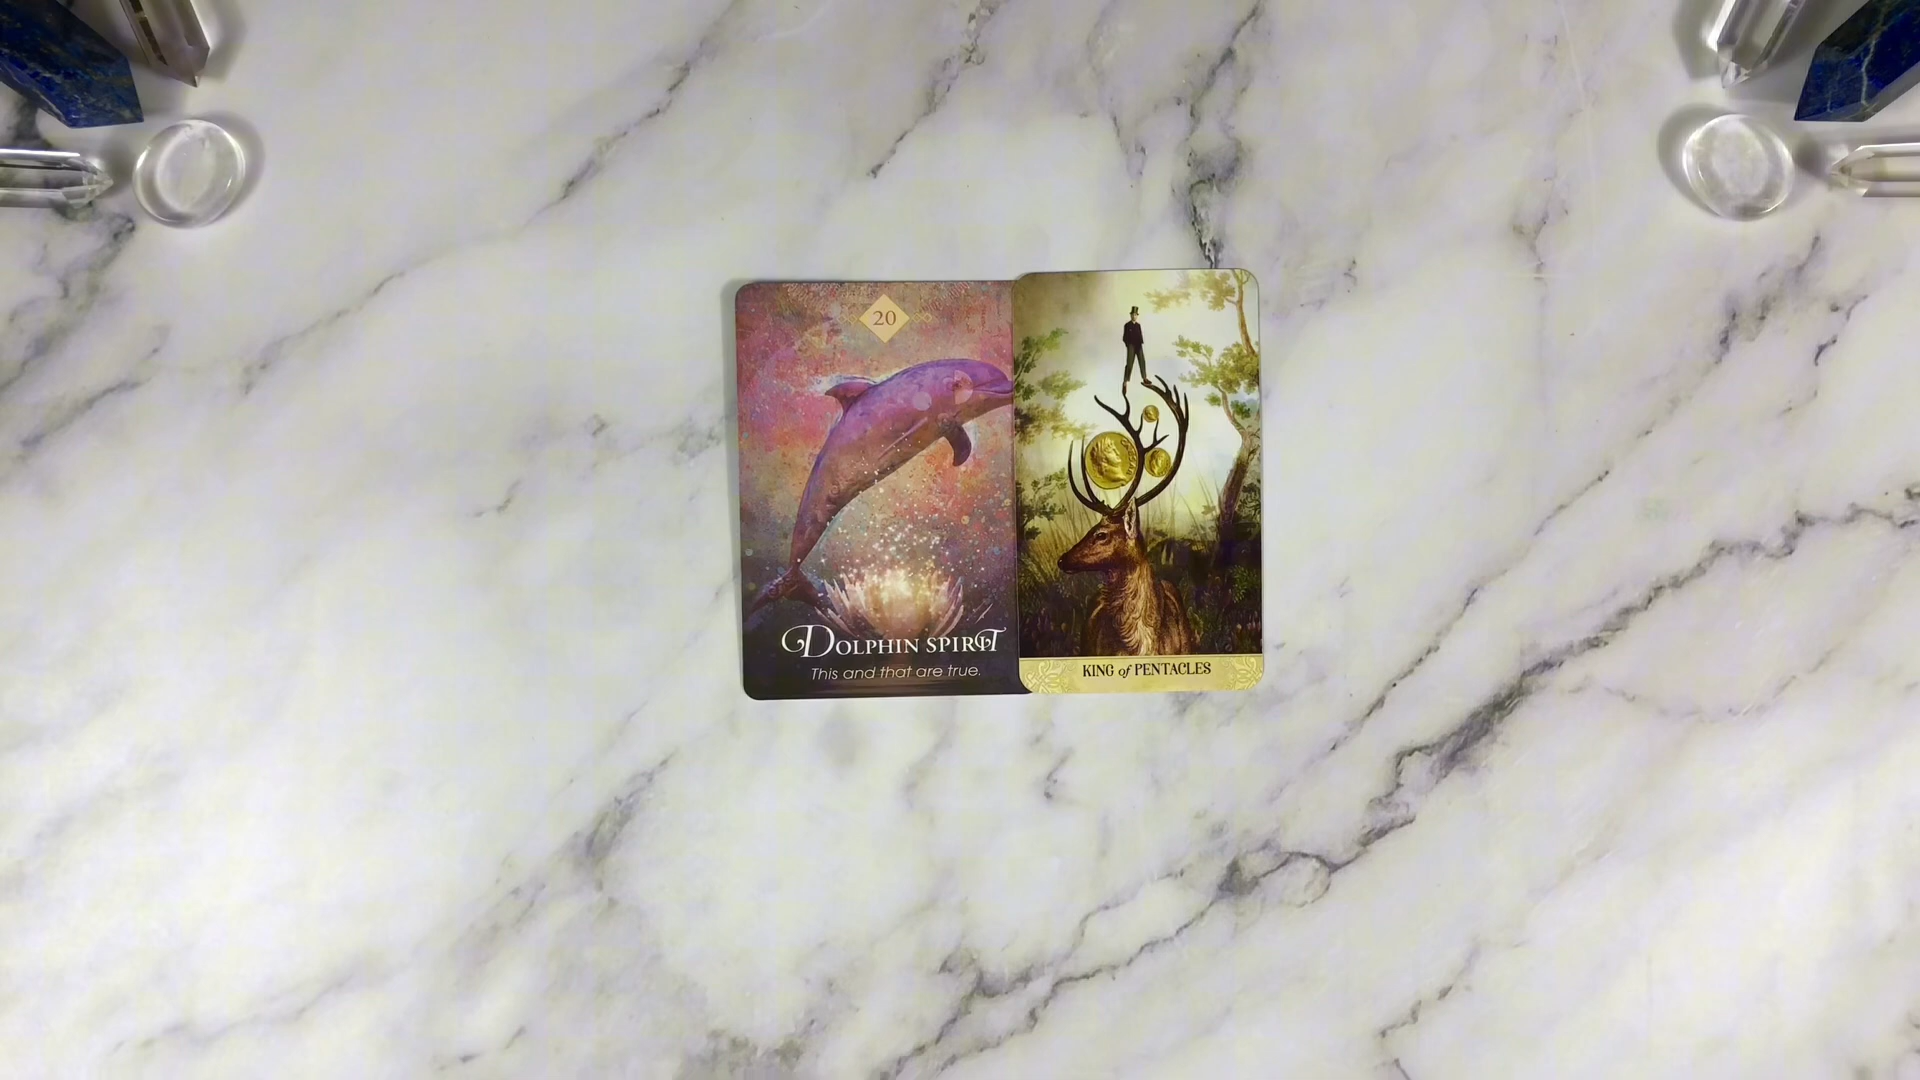 20
DOLPHIN SPIRIT
This and that are true.
KING of PENTACLES